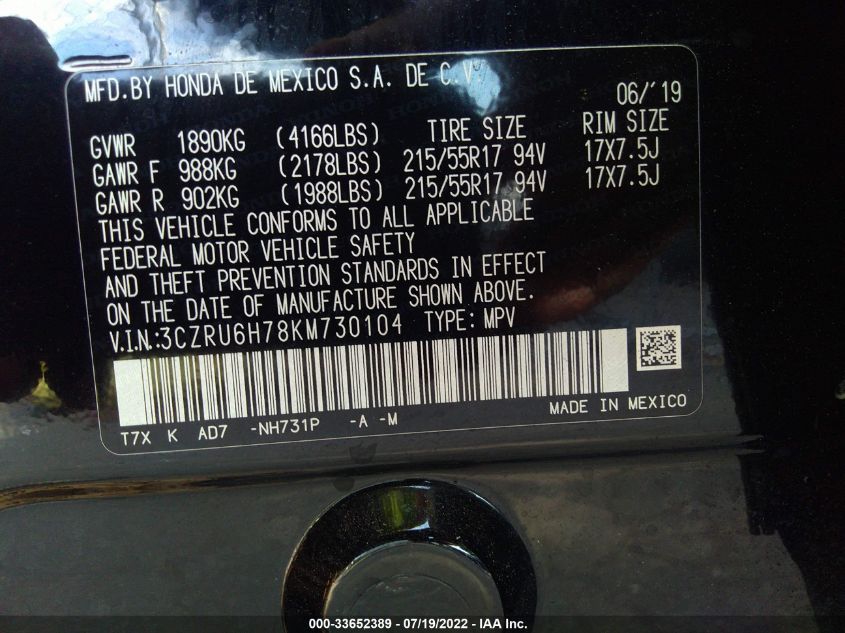 MFD.BY HONDA DE MEXICO S.A. DE C.V.
06/'19
GVWR 1890KG (4166LBS) TIRE SIZE RIM SIZE
GAWR F 988KG (2178LBS) 215/55R17 94V 17X7.5J
GAWR R 902KG (1988LBS) 215/55R17 94V 17X7.5J
THIS VEHICLE CONFORMS TO ALL APPLICABLE
FEDERAL MOTOR VEHICLE SAFETY
AND THEFT PREVENTION STANDARDS IN EFFECT
ON THE DATE OF MANUFACTURE SHOWN ABOVE.
V.I.N.:3CZRU6H78KM730104 TYPE: MPV
MADE IN MEXICO
T7X K AD7 -NH731P -A -M
000-33652389 - 07/19/2022 - IAA Inc.